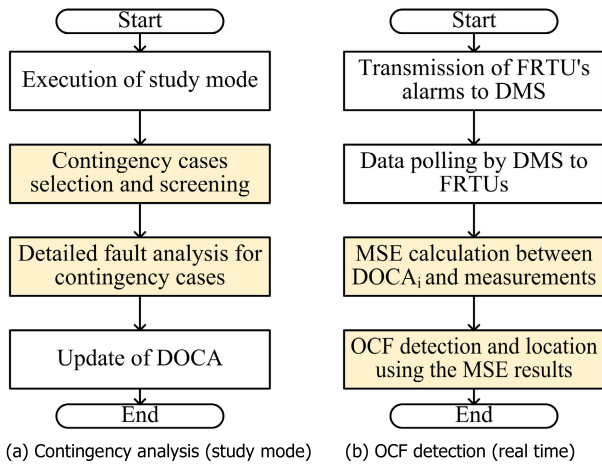 Start
Execution of study mode
Contingency cases
selection and screening
Detailed fault analysis for
contingency cases
Update of DOCA
End
(a) Contingency analysis (study mode)
Start
Transmission of FRTU's
alarms to DMS
Data polling by DMS to
FRTUs
MSE calculation between
DOCAi and measurements
OCF detection and location
using the MSE results
End
(b) OCF detection (real time)